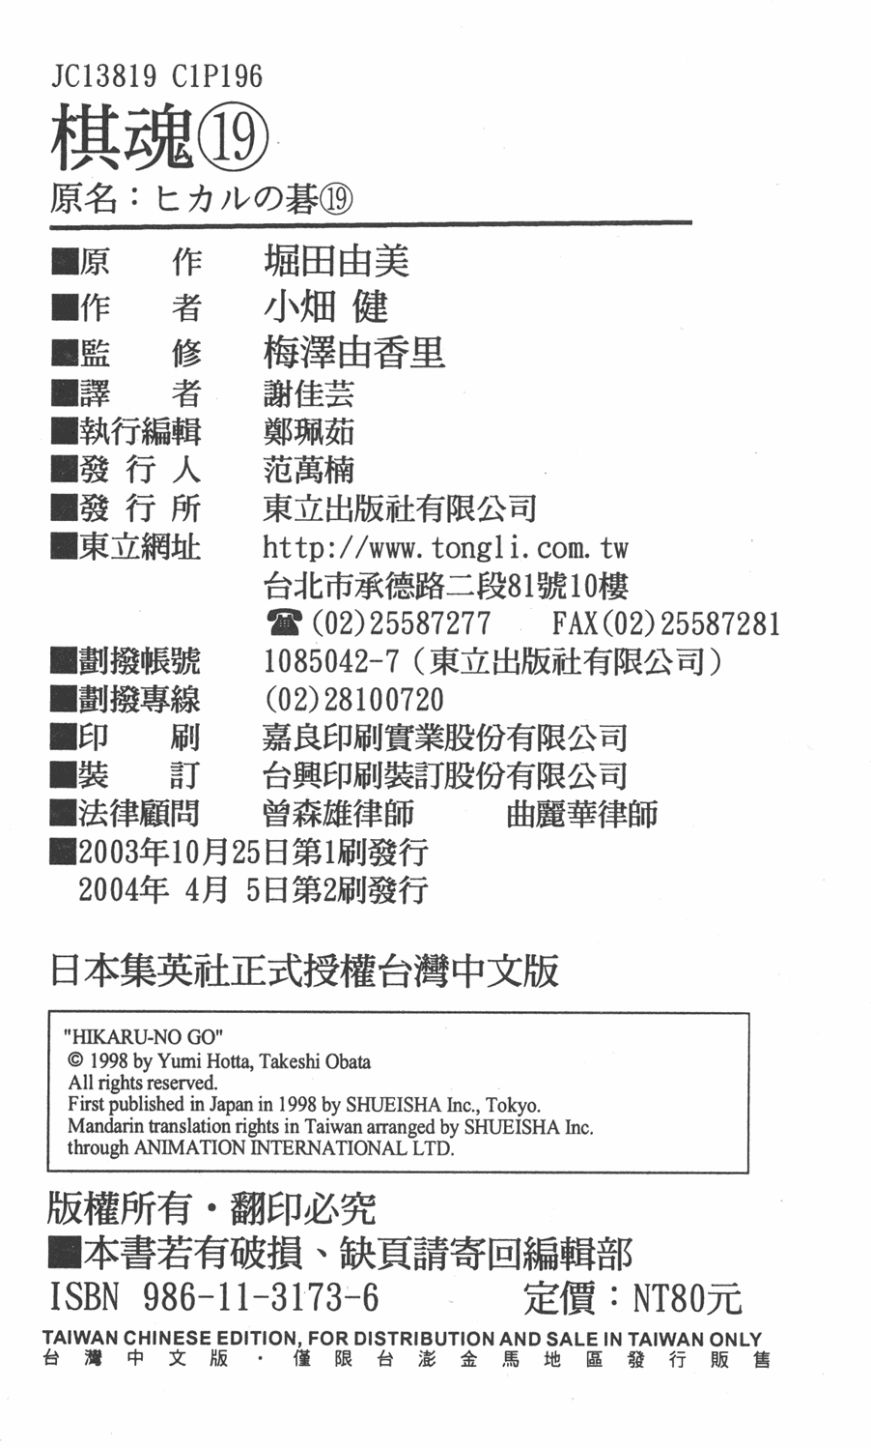 JC13819 C1P196
棋魂⑲
原名：ヒカルの碁⑲
■原　　作　堀田由美
■作　　者　小畑 健
■監　　修　梅澤由香里
■譯　　者　謝佳芸
■執行編輯　鄭珮茹
■發 行 人　范萬楠
■發 行 所　東立出版社有限公司
■東立網址　http://www.tongli.com.tw
台北市承德路二段81號10樓
☎(02)25587277　FAX(02)25587281
■劃撥帳號　1085042-7（東立出版社有限公司）
■劃撥專線　(02)28100720
■印　　刷　嘉良印刷實業股份有限公司
■裝　　訂　台興印刷裝訂股份有限公司
■法律顧問　曾森雄律師　　曲麗華律師
■2003年10月25日第1刷發行
2004年 4月 5日第2刷發行
日本集英社正式授權台灣中文版
"HIKARU-NO GO"
© 1998 by Yumi Hotta, Takeshi Obata
All rights reserved.
First published in Japan in 1998 by SHUEISHA Inc., Tokyo.
Mandarin translation rights in Taiwan arranged by SHUEISHA Inc.
through ANIMATION INTERNATIONAL LTD.
版權所有・翻印必究
■本書若有破損、缺頁請寄回編輯部
ISBN 986-11-3173-6　定價：NT80元
TAIWAN CHINESE EDITION, FOR DISTRIBUTION AND SALE IN TAIWAN ONLY
台灣中文版・僅限台澎金馬地區發行販售